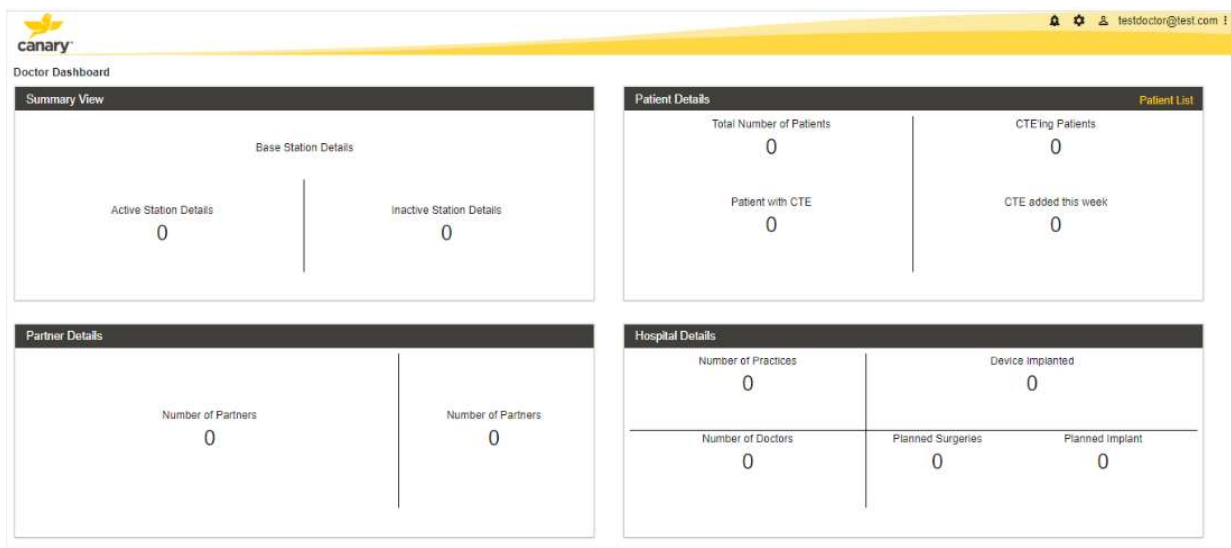 canary
testdoctor@test.com
Doctor Dashboard
Summary View
Base Station Details
Active Station Details
0
Inactive Station Details
0
Patient Details
Patient List
Total Number of Patients
0
CTE'ing Patients
0
Patient with CTE
0
CTE added this week
0
Partner Details
Number of Partners
0
Number of Partners
0
Hospital Details
Number of Practices
0
Device Implanted
0
Number of Doctors
0
Planned Surgeries
0
Planned Implant
0